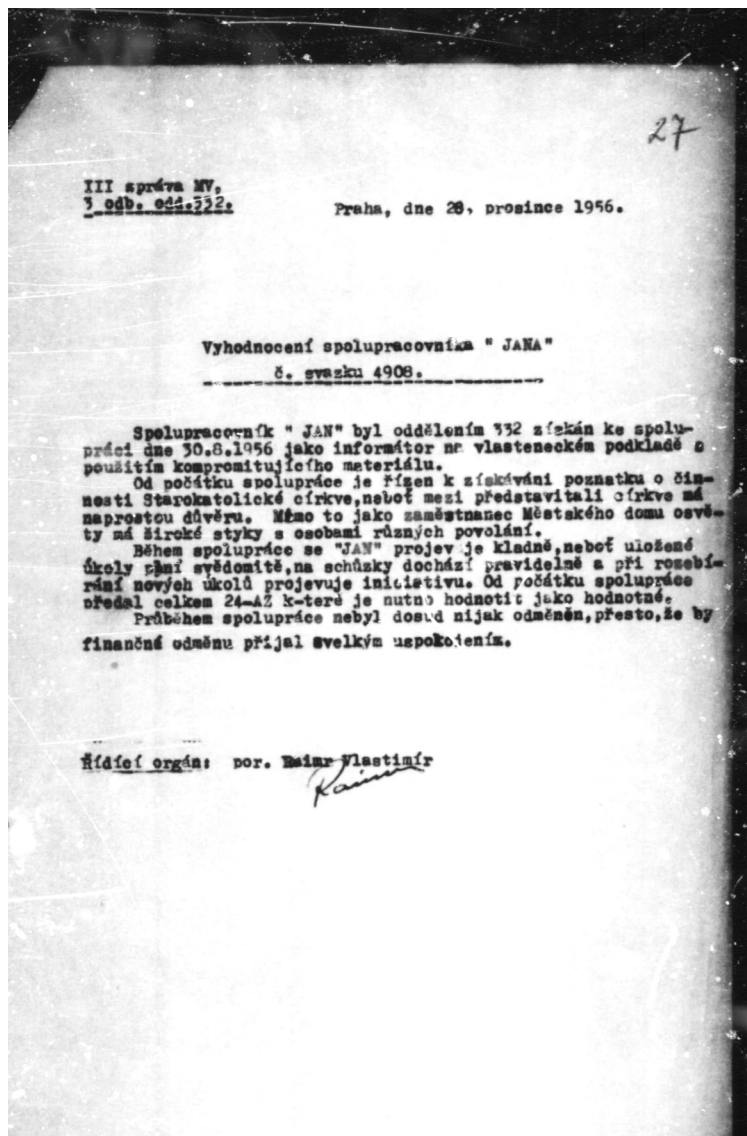 27
III správa MV,
3 odb. odd.332.
Praha, dne 28, prosince 1956.
Vyhodnocení spolupracovníka " JANA"
č. svazku 4908.
Spolupracovník " JAN" byl oddělením 332 získán ke spolu-
práci dne 30.8.1956 jako informátor na vlasteneckém podkladě s
použitím kompromitujícího materiálu.
Od počátku spolupráce je řízen k získáváni poznatku o čin-
nosti Starokatolické církve,neboť mezi představitali církve má
naprostou důvěru. Mimo to jako zaměstnanec Městského domu osvě-
ty má široké styky s osobami různých povolání.
Během spolupráce se "JAN" projevuje kladně,neboť uložené
úkoly plní svědomitě,na schůzky dochází pravidelně a při rozebí-
rání nových úkolů projevuje iniciativu. Od počátku spolupráce
předal celkem 24-AZ k-teré je nutno hodnotit jako hodnotné.
Průběhem spolupráce nebyl dosud nijak odměněn,přesto,že by
finanční odměnu přijal svelkým uspokojením.
Řídící orgán: por. Raimr Vlastimír